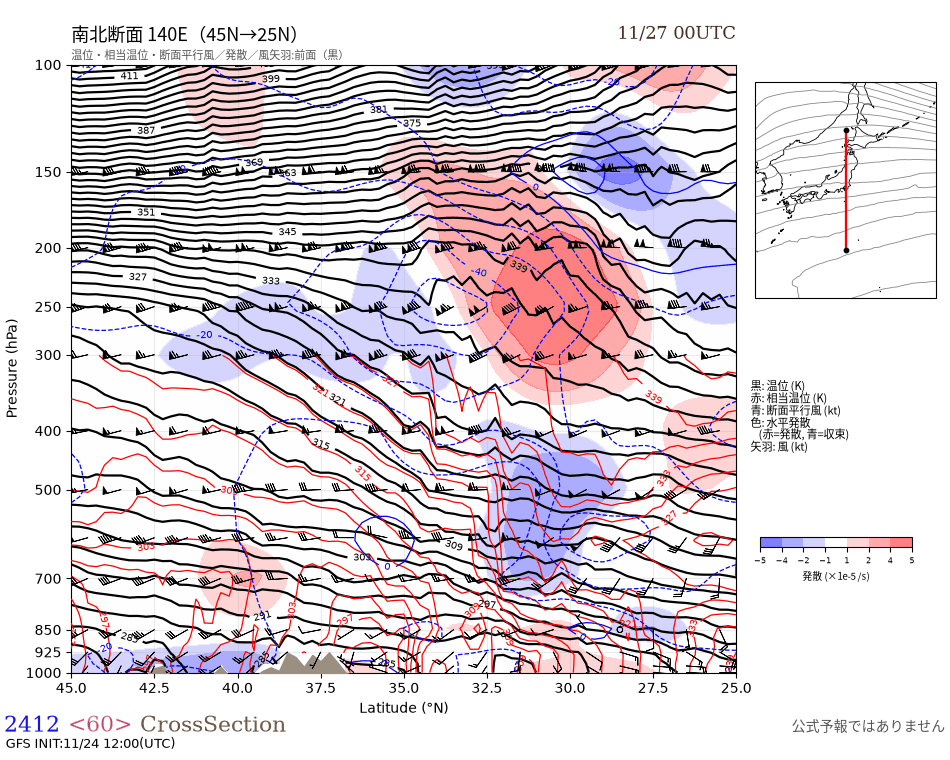 南北断面 140E（45N→25N）
11/27 00UTC
温位・相当温位・断面平行風／発散／風矢羽:前面（黒）
100
150
200
250
300
400
500
700
850
925
1000
Pressure (hPa)
411
399
387
381
375
369
363
351
345
339
327
333
321
315
309
303
297
291
285
-20
-40
0
339
333
327
321
315
303
297
45.0 42.5 40.0 37.5 35.0 32.5 30.0 27.5 25.0
Latitude (°N)
黒: 温位 (K)
赤: 相当温位 (K)
青: 断面平行風 (kt)
色: 水平発散
(赤=発散, 青=収束)
矢羽: 風 (kt)
−5 −4 −2 −1 1 2 4 5
発散 (×1e-5 /s)
2412 <60> CrossSection
GFS INIT:11/24 12:00(UTC)
公式予報ではありません